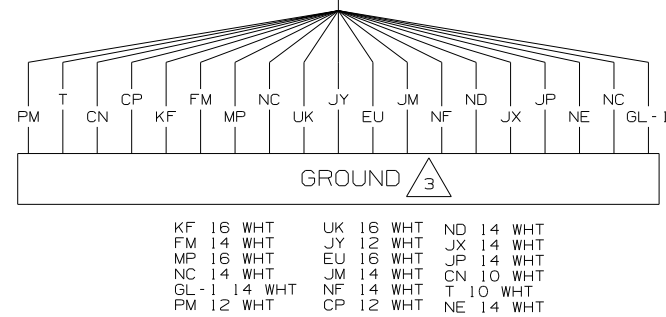 PM T CN CP KF FM MP NC UK JY EU JM NF ND JX JP NE NC GL-1
GROUND 3
KF 16 WHT UK 16 WHT ND 14 WHT
FM 14 WHT JY 12 WHT JX 14 WHT
MP 16 WHT EU 16 WHT JP 14 WHT
NC 14 WHT JM 14 WHT CN 10 WHT
GL-1 14 WHT NF 14 WHT T 10 WHT
PM 12 WHT CP 12 WHT NE 14 WHT